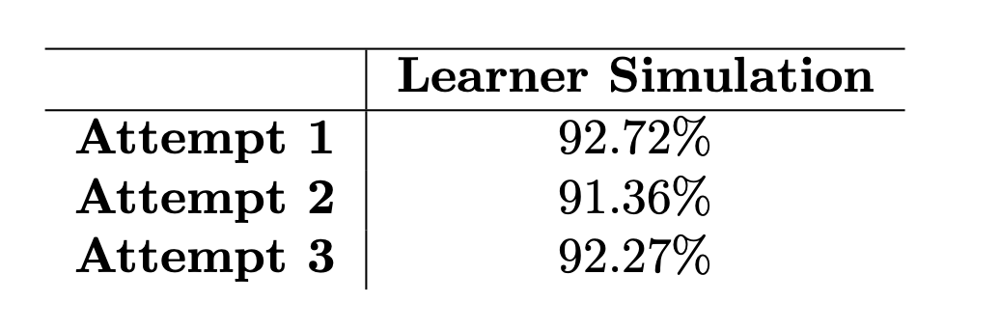 Learner Simulation
Attempt 1 92.72%
Attempt 2 91.36%
Attempt 3 92.27%